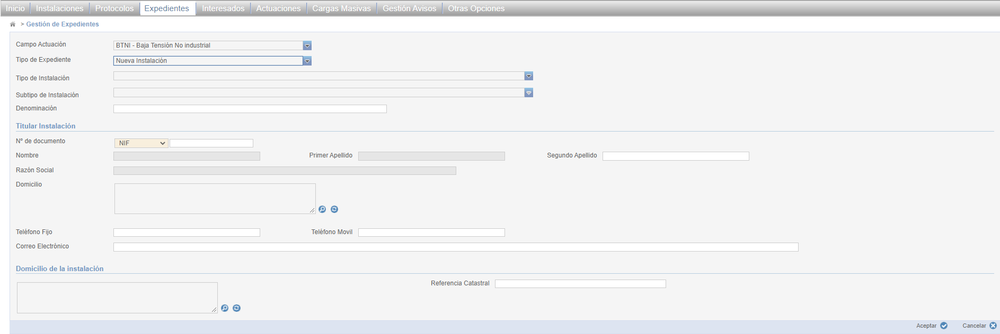 Inicio Instalaciones Protocolos Expedientes Interesados Actuaciones Cargas Masivas Gestión Avisos Otras Opciones
> Gestión de Expedientes
Campo Actuación BTNI - Baja Tensión No industrial
Tipo de Expediente Nueva Instalación
Tipo de Instalación
Subtipo de Instalación
Denominación
Titular Instalación
Nº de documento NIF
Nombre Primer Apellido Segundo Apellido
Razón Social
Domicilio
Teléfono Fijo Teléfono Movil
Correo Electrónico
Domicilio de la instalación
Referencia Catastral
Aceptar Cancelar